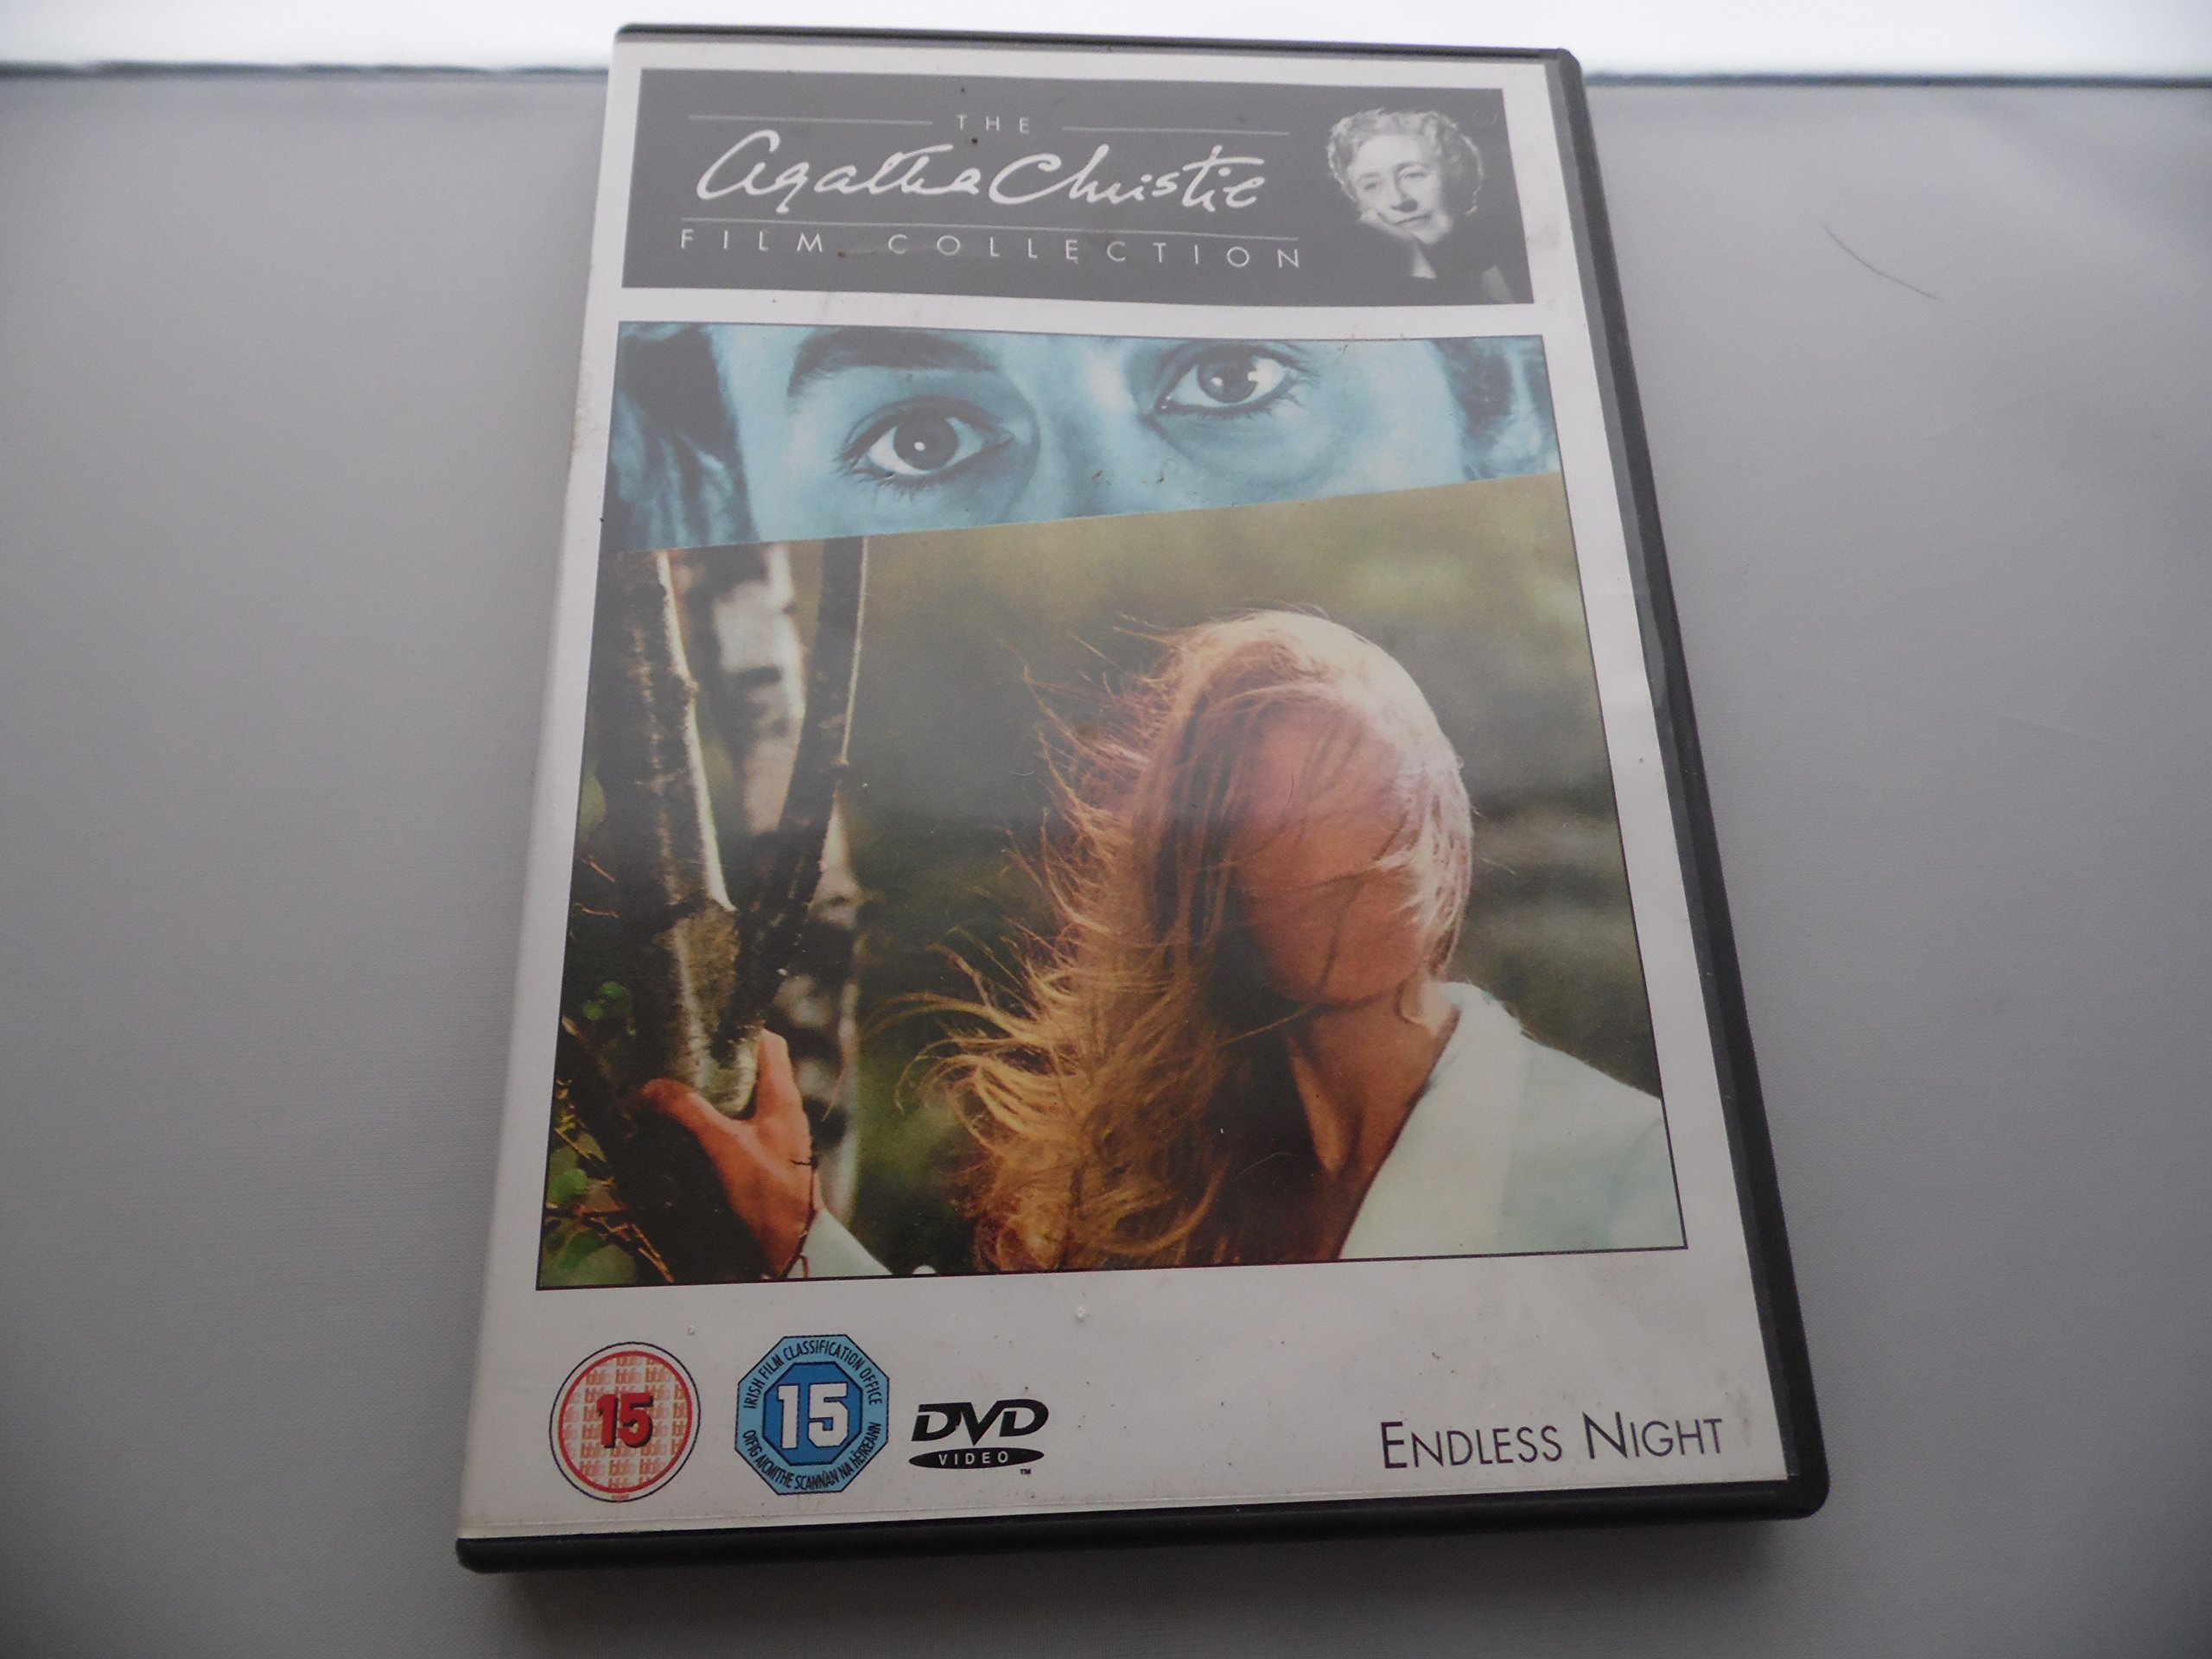 THE
Agatha Christie
FILM COLLECTION
15
IRISH FILM CLASSIFICATION OFFICE
15
OIFIG AICMITHE SCANNÁN NA hÉIREANN
DVD
VIDEO
TM
ENDLESS NIGHT